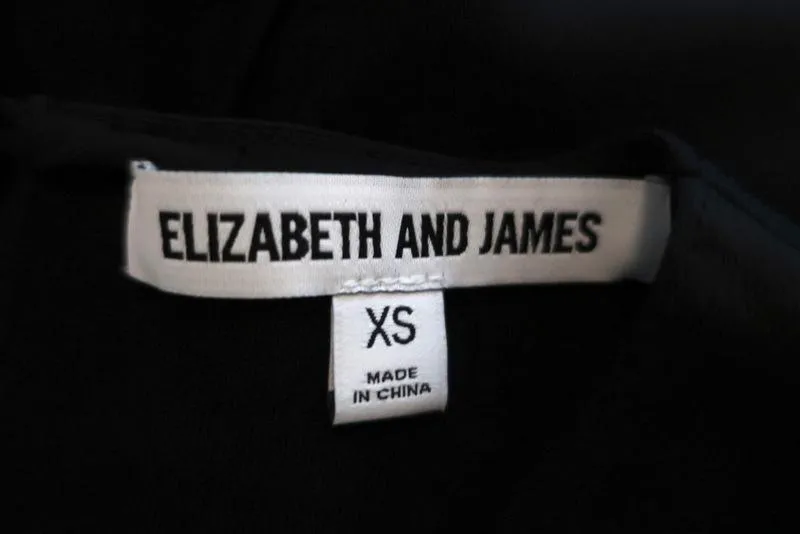 ELIZABETH AND JAMES
XS
MADE
IN CHINA